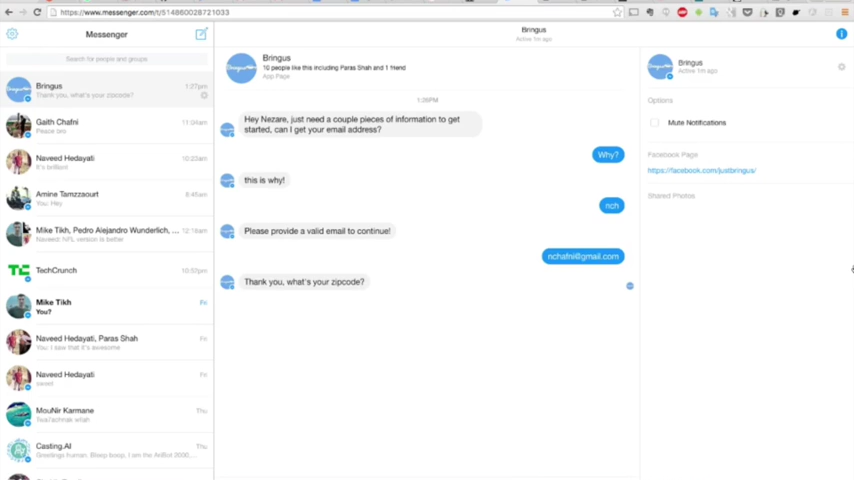 https://www.messenger.com/t/514860028721033
Messenger
Search for people and groups
Bringus
1:27pm
Thank you, what's your zipcode?
Gaith Chafni
11:04am
Peace bro
Naveed Hedayati
10:23am
It's brilliant
Amine Tamzzaourt
8:45am
You: Hey
Mike Tikh, Pedro Alejandro Wunderlich, ...
12:16am
Naveed: NFL version is better
TechCrunch
10:57pm
Mike Tikh
Fri
You?
Naveed Hedayati, Paras Shah
Fri
You: I saw that it's awesome
Naveed Hedayati
Fri
sweet
MouNir Karmane
Thu
Casting.AI
Thu
Greetings human. Bleep boop, I am the AnBot 2000,...
Bringus
Active 1m ago
Bringus
10 people like this including Paras Shah and 1 friend
App Page
1:26PM
Hey Nezare, just need a couple pieces of information to get
started, can I get your email address?
Why?
this is why!
nch
Please provide a valid email to continue!
nchafni@gmail.com
Thank you, what's your zipcode?
Bringus
Active 1m ago
Options
Mute Notifications
Facebook Page
https://facebook.com/justbringus/
Shared Photos